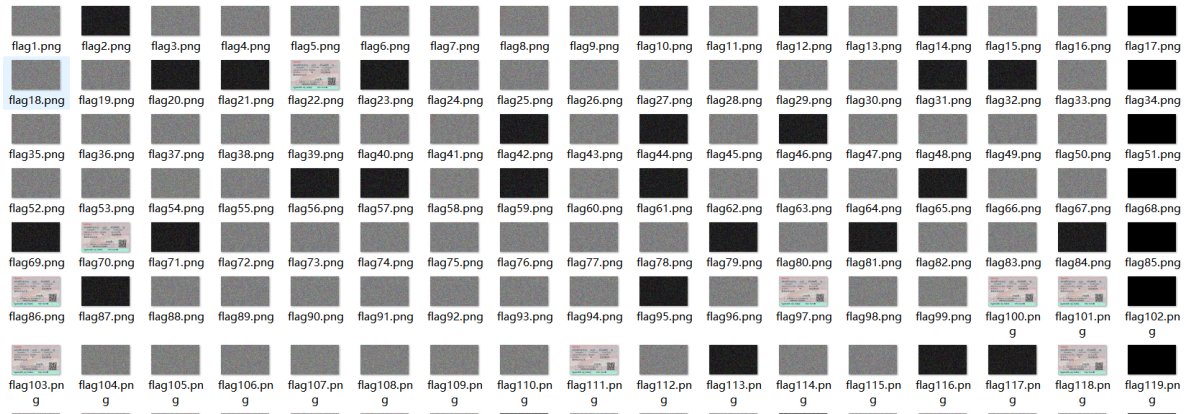 flag1.png flag2.png flag3.png flag4.png flag5.png flag6.png flag7.png flag8.png flag9.png flag10.png flag11.png flag12.png flag13.png flag14.png flag15.png flag16.png flag17.png
flag18.png flag19.png flag20.png flag21.png flag22.png flag23.png flag24.png flag25.png flag26.png flag27.png flag28.png flag29.png flag30.png flag31.png flag32.png flag33.png flag34.png
flag35.png flag36.png flag37.png flag38.png flag39.png flag40.png flag41.png flag42.png flag43.png flag44.png flag45.png flag46.png flag47.png flag48.png flag49.png flag50.png flag51.png
flag52.png flag53.png flag54.png flag55.png flag56.png flag57.png flag58.png flag59.png flag60.png flag61.png flag62.png flag63.png flag64.png flag65.png flag66.png flag67.png flag68.png
flag69.png flag70.png flag71.png flag72.png flag73.png flag74.png flag75.png flag76.png flag77.png flag78.png flag79.png flag80.png flag81.png flag82.png flag83.png flag84.png flag85.png
flag86.png flag87.png flag88.png flag89.png flag90.png flag91.png flag92.png flag93.png flag94.png flag95.png flag96.png flag97.png flag98.png flag99.png flag100.pn flag101.pn flag102.pn
g g g
flag103.pn flag104.pn flag105.pn flag106.pn flag107.pn flag108.pn flag109.pn flag110.pn flag111.pn flag112.pn flag113.pn flag114.pn flag115.pn flag116.pn flag117.pn flag118.pn flag119.pn
g g g g g g g g g g g g g g g g g